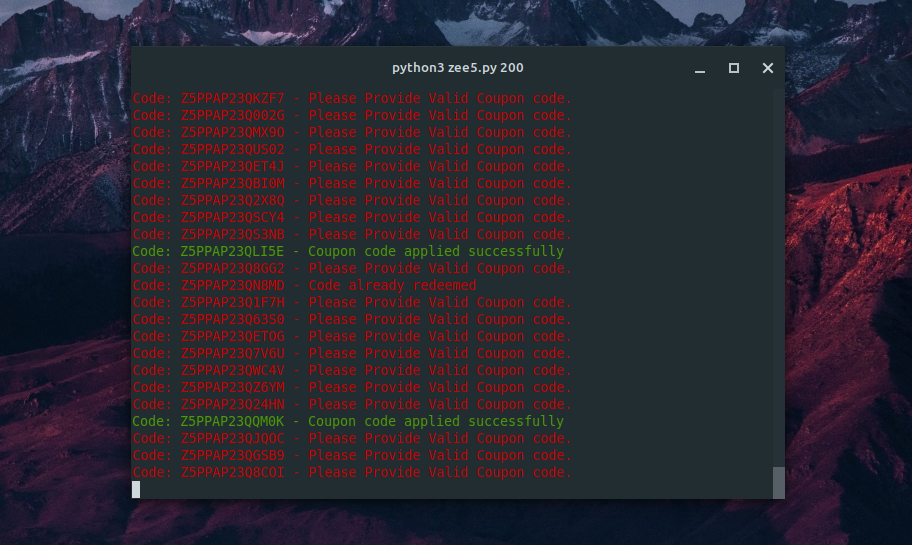 python3 zee5.py 200
Code: Z5PPAP23QKZF7 - Please Provide Valid Coupon code.
Code: Z5PPAP23Q002G - Please Provide Valid Coupon code.
Code: Z5PPAP23QMX9O - Please Provide Valid Coupon code.
Code: Z5PPAP23QUS02 - Please Provide Valid Coupon code.
Code: Z5PPAP23QET4J - Please Provide Valid Coupon code.
Code: Z5PPAP23QBI0M - Please Provide Valid Coupon code.
Code: Z5PPAP23Q2X8Q - Please Provide Valid Coupon code.
Code: Z5PPAP23QSCY4 - Please Provide Valid Coupon code.
Code: Z5PPAP23QS3NB - Please Provide Valid Coupon code.
Code: Z5PPAP23QLI5E - Coupon code applied successfully
Code: Z5PPAP23Q8GG2 - Please Provide Valid Coupon code.
Code: Z5PPAP23QN8MD - Code already redeemed
Code: Z5PPAP23Q1F7H - Please Provide Valid Coupon code.
Code: Z5PPAP23Q63S0 - Please Provide Valid Coupon code.
Code: Z5PPAP23QETOG - Please Provide Valid Coupon code.
Code: Z5PPAP23Q7V6U - Please Provide Valid Coupon code.
Code: Z5PPAP23QWC4V - Please Provide Valid Coupon code.
Code: Z5PPAP23QZ6YM - Please Provide Valid Coupon code.
Code: Z5PPAP23Q24HN - Please Provide Valid Coupon code.
Code: Z5PPAP23QQM0K - Coupon code applied successfully
Code: Z5PPAP23QJQOC - Please Provide Valid Coupon code.
Code: Z5PPAP23QGSB9 - Please Provide Valid Coupon code.
Code: Z5PPAP23Q8COI - Please Provide Valid Coupon code.